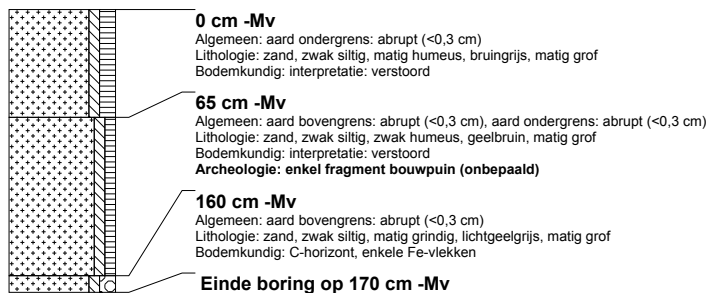 0 cm -Mv
Algemeen: aard ondergrens: abrupt (<0,3 cm)
Lithologie: zand, zwak siltig, matig humeus, bruingrijs, matig grof
Bodemkundig: interpretatie: verstoord
65 cm -Mv
Algemeen: aard bovengrens: abrupt (<0,3 cm), aard ondergrens: abrupt (<0,3 cm)
Lithologie: zand, zwak siltig, zwak humeus, geelbruin, matig grof
Bodemkundig: interpretatie: verstoord
Archeologie: enkel fragment bouwpuin (onbepaald)
160 cm -Mv
Algemeen: aard bovengrens: abrupt (<0,3 cm)
Lithologie: zand, zwak siltig, matig grindig, lichtgeelgrijs, matig grof
Bodemkundig: C-horizont, enkele Fe-vlekken
Einde boring op 170 cm -Mv